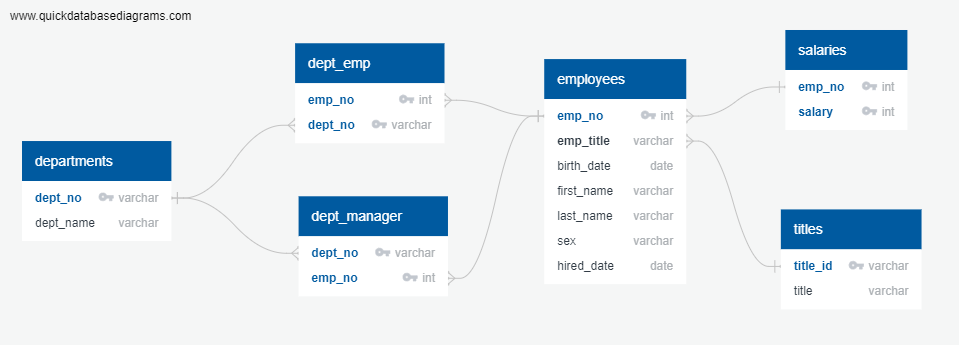 www.quickdatabasediagrams.com
departments
dept_no varchar
dept_name varchar
dept_emp
emp_no int
dept_no varchar
dept_manager
dept_no varchar
emp_no int
employees
emp_no int
emp_title varchar
birth_date date
first_name varchar
last_name varchar
sex varchar
hired_date date
salaries
emp_no int
salary int
titles
title_id varchar
title varchar